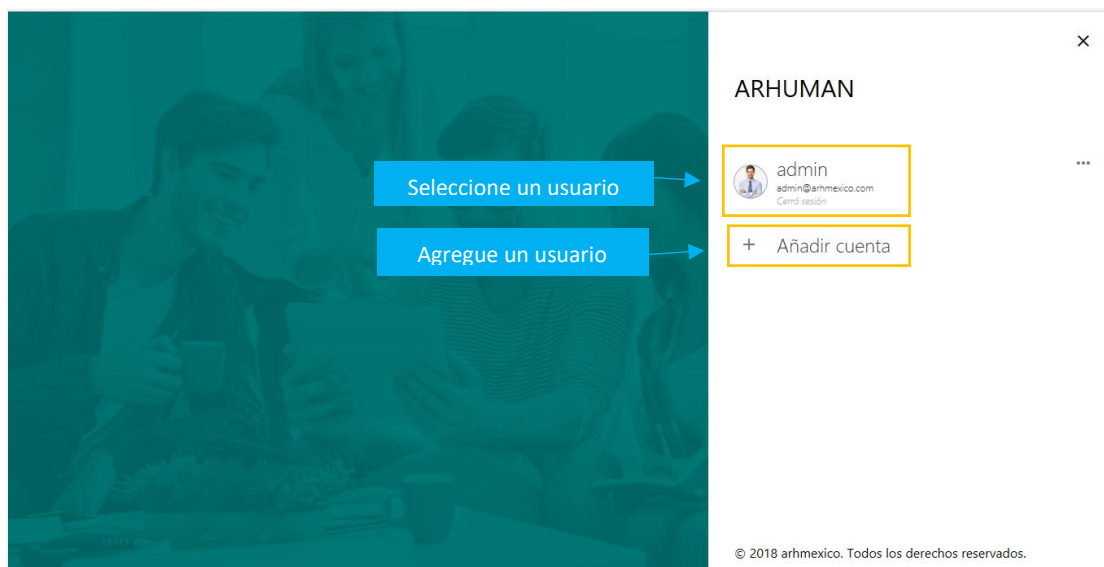 ARHUMAN
Seleccione un usuario
admin
admin@arhmexico.com
Cerró sesión
Agregue un usuario
+ Añadir cuenta
© 2018 arhmexico. Todos los derechos reservados.